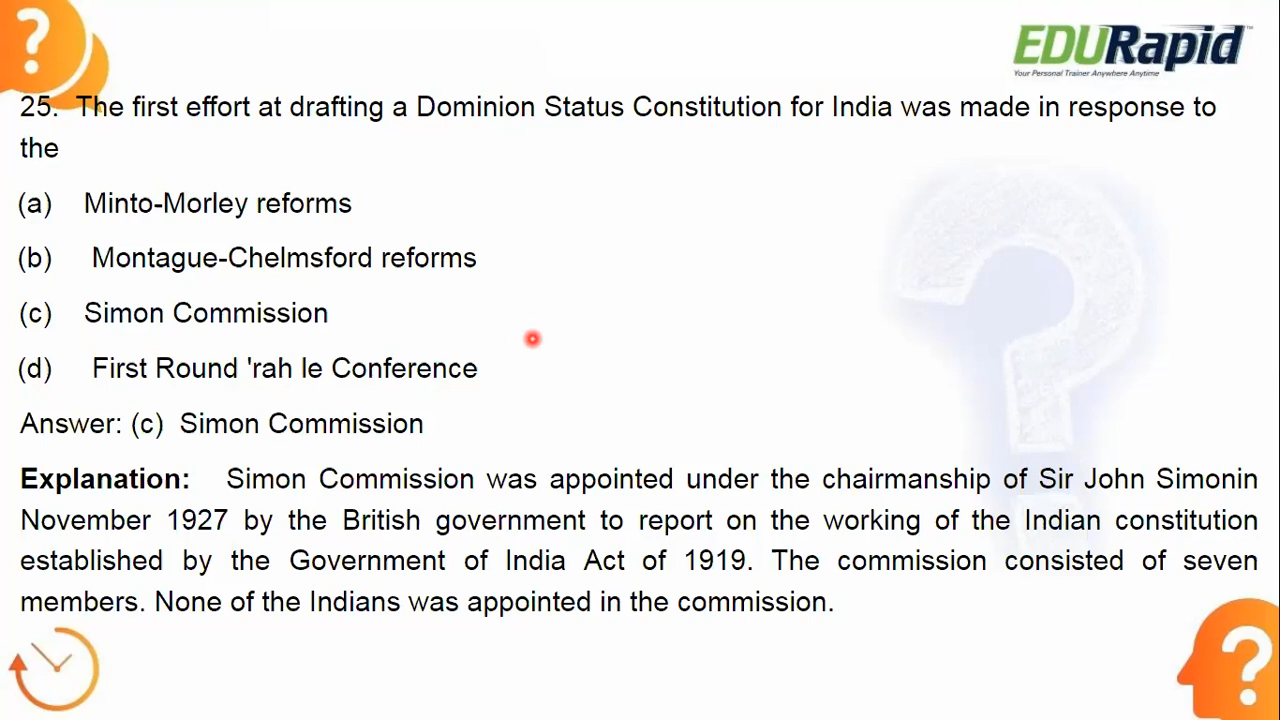 EDURapid™
Your Personal Trainer Anywhere Anytime
25. The first effort at drafting a Dominion Status Constitution for India was made in response to
the
(a) Minto-Morley reforms
(b) Montague-Chelmsford reforms
(c) Simon Commission
(d) First Round 'rah le Conference
Answer: (c) Simon Commission
Explanation: Simon Commission was appointed under the chairmanship of Sir John Simonin
November 1927 by the British government to report on the working of the Indian constitution
established by the Government of India Act of 1919. The commission consisted of seven
members. None of the Indians was appointed in the commission.